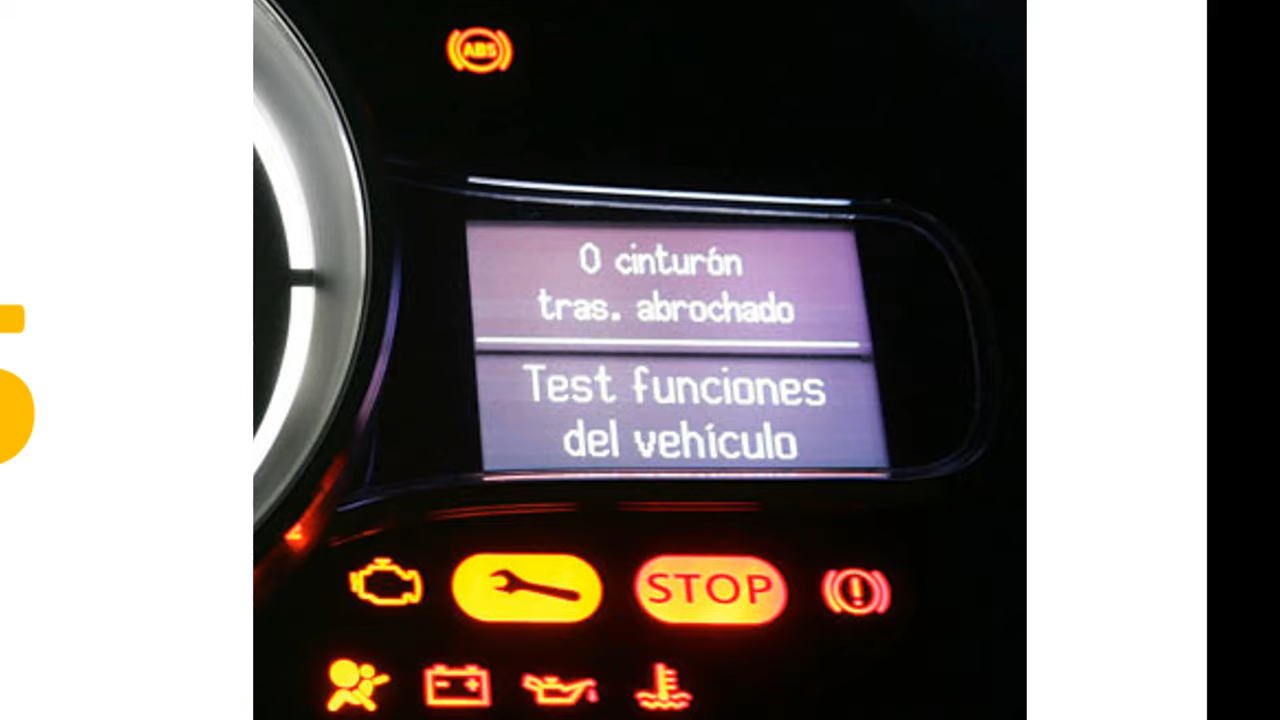 ABS
0 cinturón
tras. abrochado
Test funciones
del vehículo
STOP